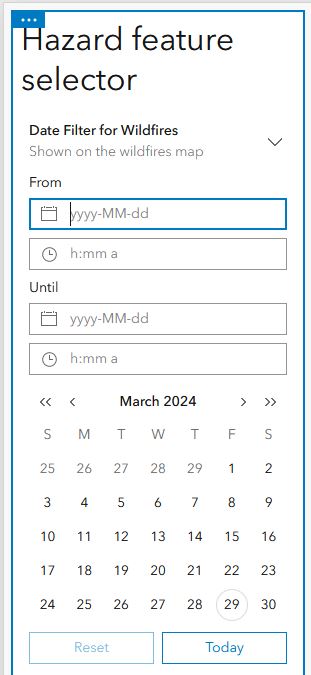 Hazard feature
selector
Date Filter for Wildfires
Shown on the wildfires map
From
yyyy-MM-dd
h:mm a
Until
yyyy-MM-dd
h:mm a
March 2024
S M T W T F S
25 26 27 28 29 1 2
3 4 5 6 7 8 9
10 11 12 13 14 15 16
17 18 19 20 21 22 23
24 25 26 27 28 29 30
Reset Today